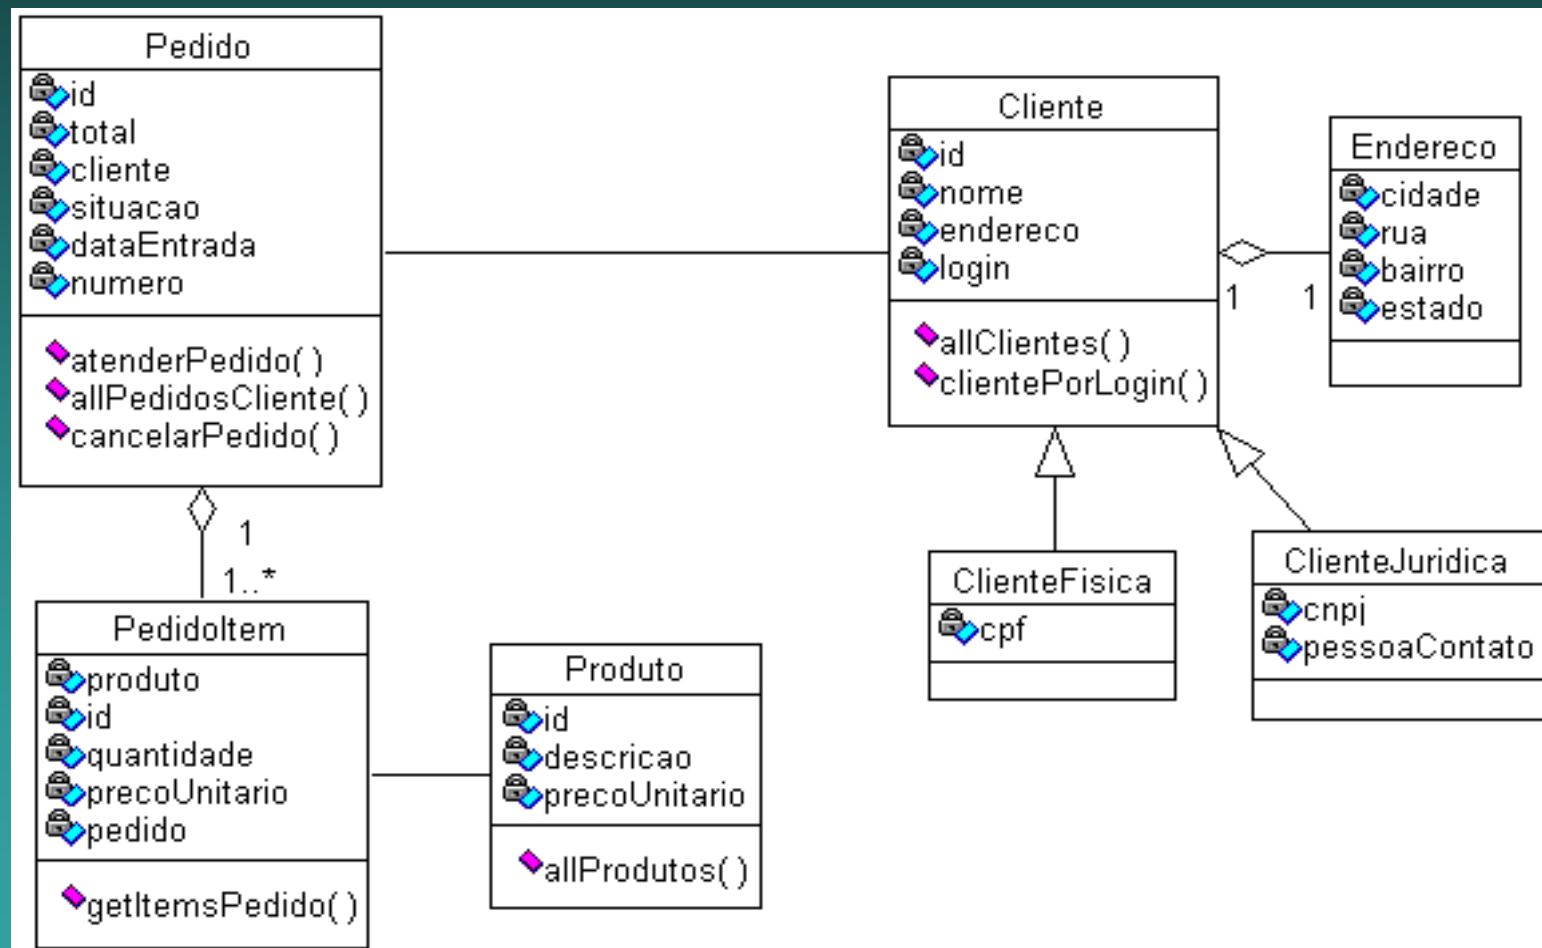 Pedido
id
total
cliente
situacao
dataEntrada
numero
atenderPedido( )
allPedidosCliente( )
cancelarPedido( )
1
1..*
PedidoItem
produto
id
quantidade
precoUnitario
pedido
getItemsPedido( )
Produto
id
descricao
precoUnitario
allProdutos( )
Cliente
id
nome
endereco
login
allClientes( )
clientePorLogin( )
1
1
Endereco
cidade
rua
bairro
estado
ClienteFisica
cpf
ClienteJuridica
cnpj
pessoaContato